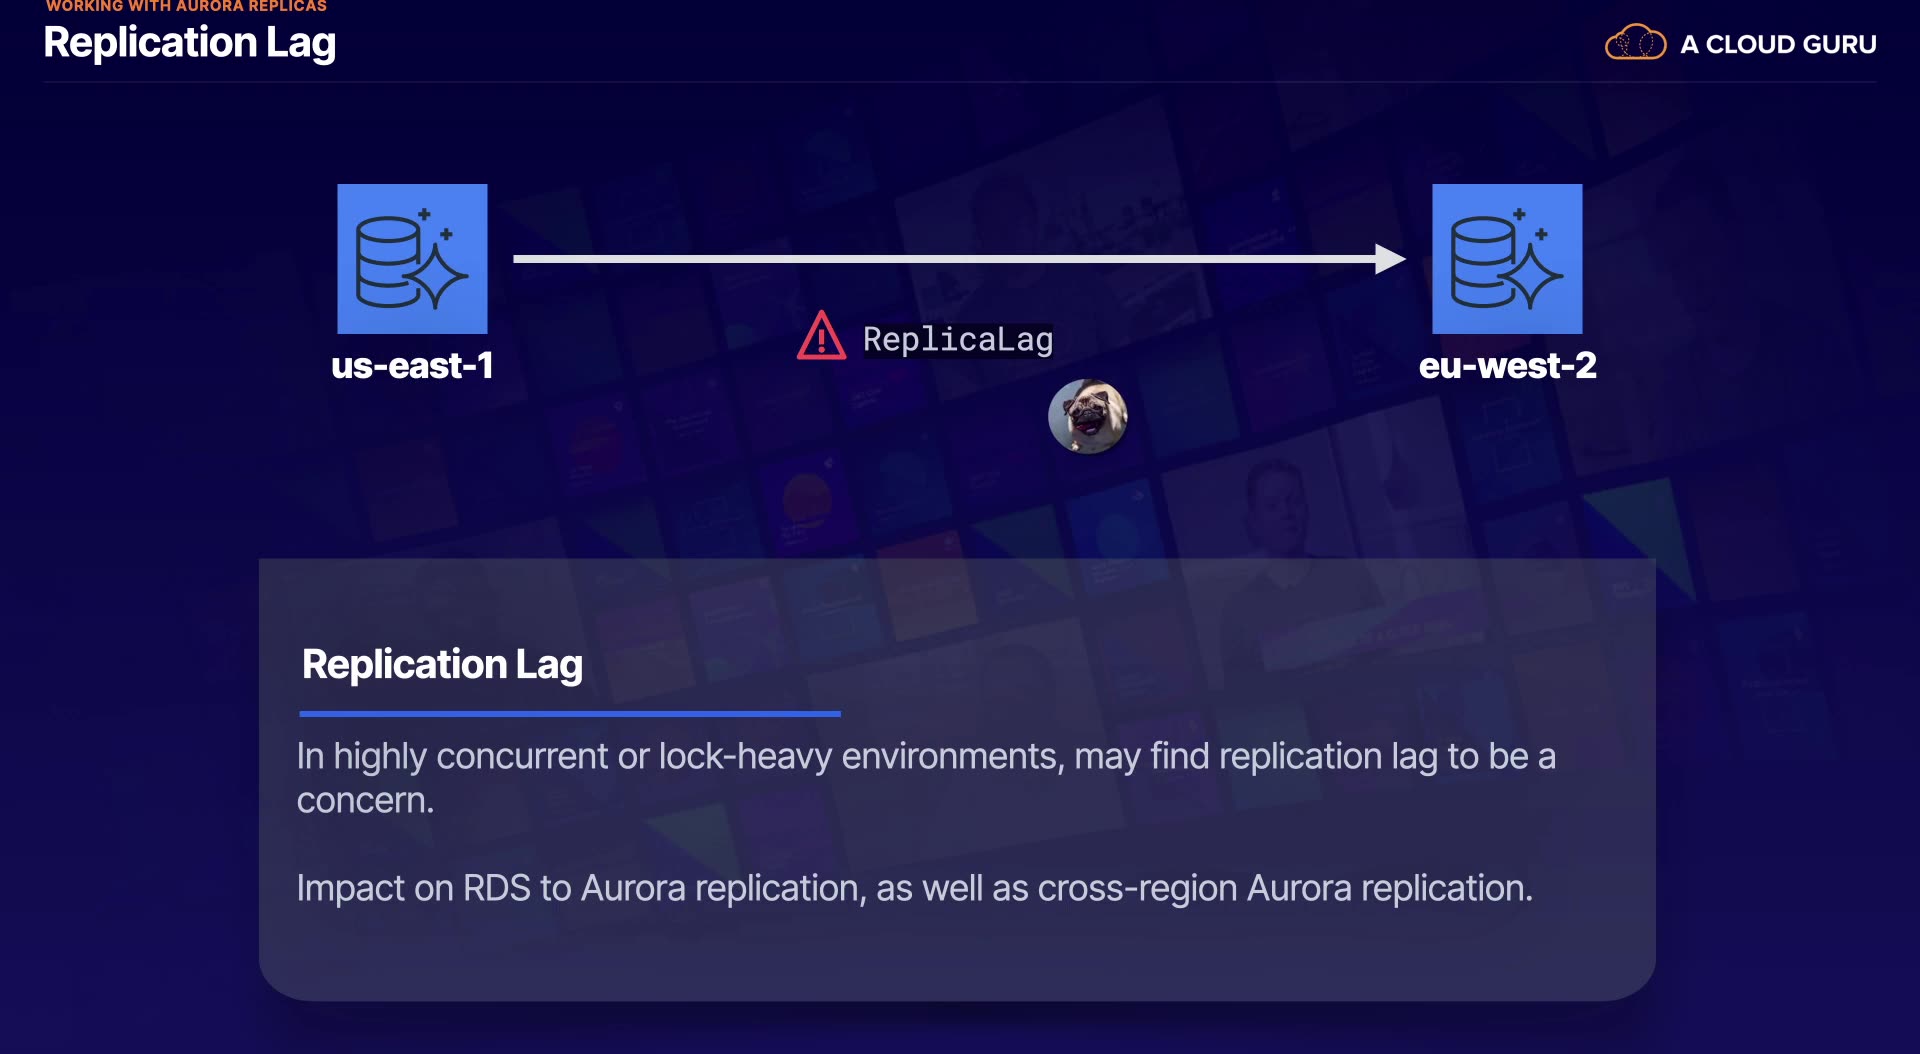 WORKING WITH AURORA REPLICAS
Replication Lag
A CLOUD GURU
us-east-1
ReplicaLag
eu-west-2
Replication Lag
In highly concurrent or lock-heavy environments, may find replication lag to be a
concern.
Impact on RDS to Aurora replication, as well as cross-region Aurora replication.